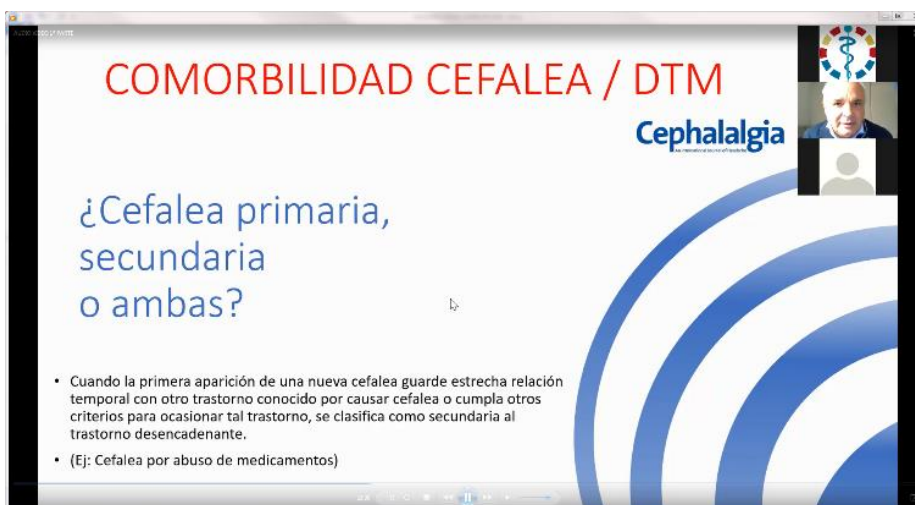 COMORBILIDAD CEFALEA / DTM
Cephalalgia
¿Cefalea primaria,
secundaria
o ambas?
• Cuando la primera aparición de una nueva cefalea guarde estrecha relación
temporal con otro trastorno conocido por causar cefalea o cumpla otros
criterios para ocasionar tal trastorno, se clasifica como secundaria al
trastorno desencadenante.
• (Ej: Cefalea por abuso de medicamentos)